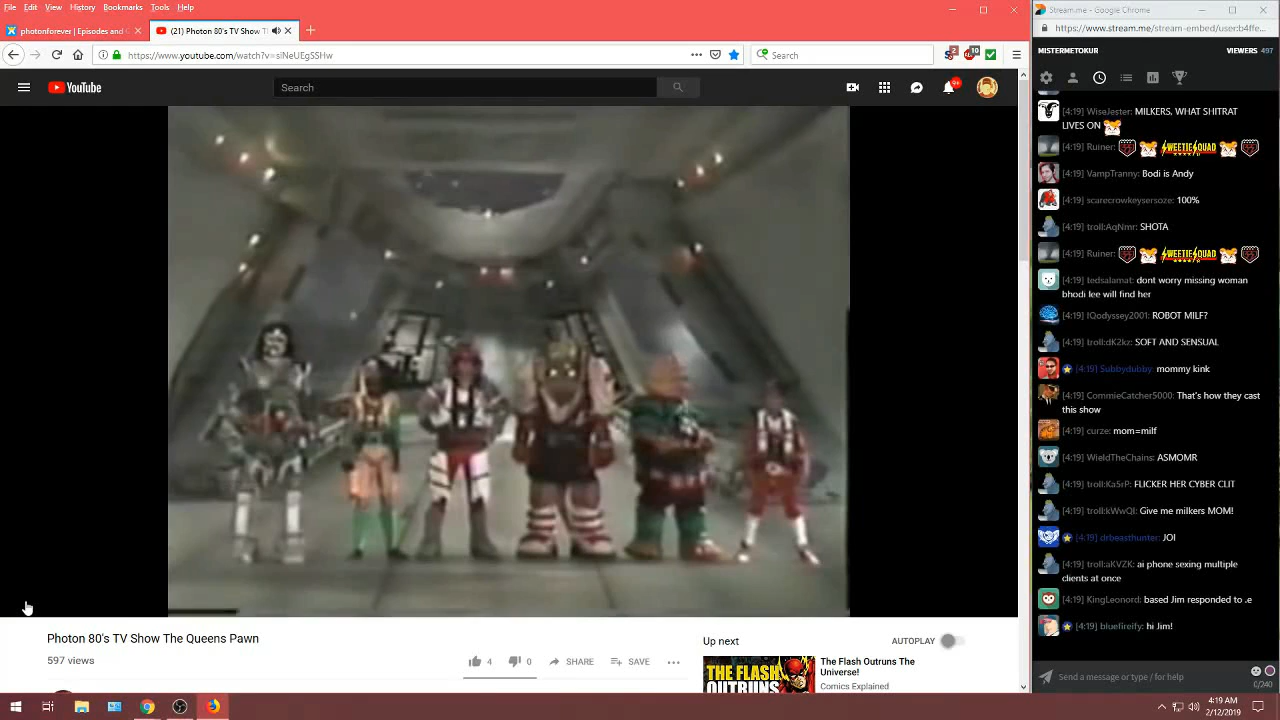 File Edit View History Bookmarks Tools Help
photonforever | Episodes and C
(21) Photon 80's TV Show T
https://www.youtube.com/watch?v=siNeUEgSSHw
Search
YouTube
Search
9+
Photon 80's TV Show The Queens Pawn
597 views
4
0
SHARE
SAVE
Up next
AUTOPLAY
THE FLASH
OUTRUNS
The Flash Outruns The
Universe!
Comics Explained
Stream.me - Google Chrome
https://www.stream.me/stream-embed/user:b4ffe...
MISTERMETOKUR
VIEWERS 497
[4:19] WiseJester: MILKERS, WHAT SHITRAT
LIVES ON
[4:19] Ruiner: SWEETIE SQUAD
[4:19] VampTranny: Bodi is Andy
[4:19] scarecrowkeysersoze: 100%
[4:19] troll:AqNmr: SHOTA
[4:19] Ruiner: SWEETIE SQUAD
[4:19] tedsalamat: dont worry missing woman
bhodi lee will find her
[4:19] IQodyssey2001: ROBOT MILF?
[4:19] troll:dK2kz: SOFT AND SENSUAL
[4:19] Subbydubby: mommy kink
[4:19] CommieCatcher5000: That's how they cast
this show
[4:19] curze: mom=milf
[4:19] WieldTheChains: ASMOMR
[4:19] troll:Ka5rP: FLICKER HER CYBER CLIT
[4:19] troll:kWwQl: Give me milkers MOM!
[4:19] drbeasthunter: JOI
[4:19] troll:aKVZK: ai phone sexing multiple
clients at once
[4:19] KingLeonord: based Jim responded to .e
[4:19] bluefireify: hi Jim!
Send a message or type / for help
0/240
4:19 AM
2/12/2019